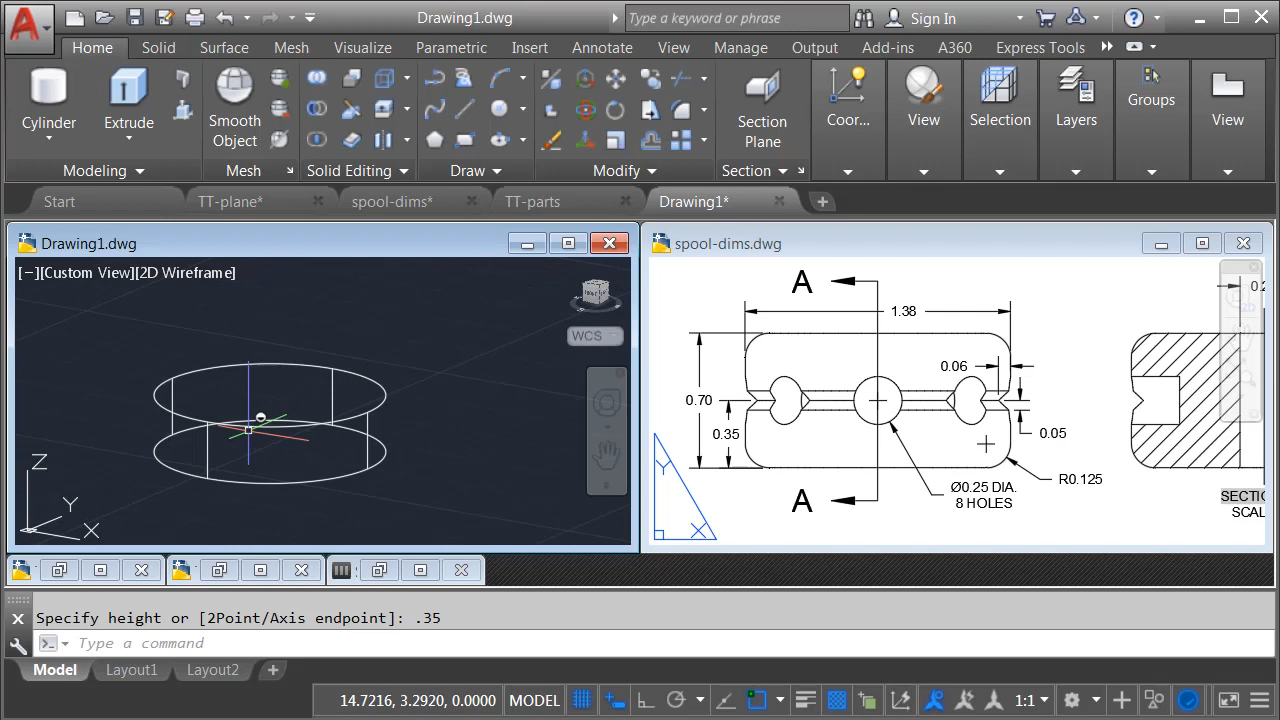 Drawing1.dwg
Type a keyword or phrase
Sign In
Home Solid Surface Mesh Visualize Parametric Insert Annotate View Manage Output Add-ins A360 Express Tools
Cylinder
Extrude
Smooth Object
Section Plane
Coor...
View
Selection
Layers
Groups
View
Modeling
Mesh
Solid Editing
Draw
Modify
Section
Start
TT-plane*
spool-dims*
TT-parts
Drawing1*
Drawing1.dwg
[−][Custom View][2D Wireframe]
WCS
Z
Y
X
spool-dims.dwg
A
1.38
0.06
0.70
0.35
0.05
R0.125
Ø0.25 DIA.
8 HOLES
A
Y
X
2D
SECTIO
SCAL
Specify height or [2Point/Axis endpoint]: .35
Type a command
Model Layout1 Layout2
14.7216, 3.2920, 0.0000 MODEL 1:1